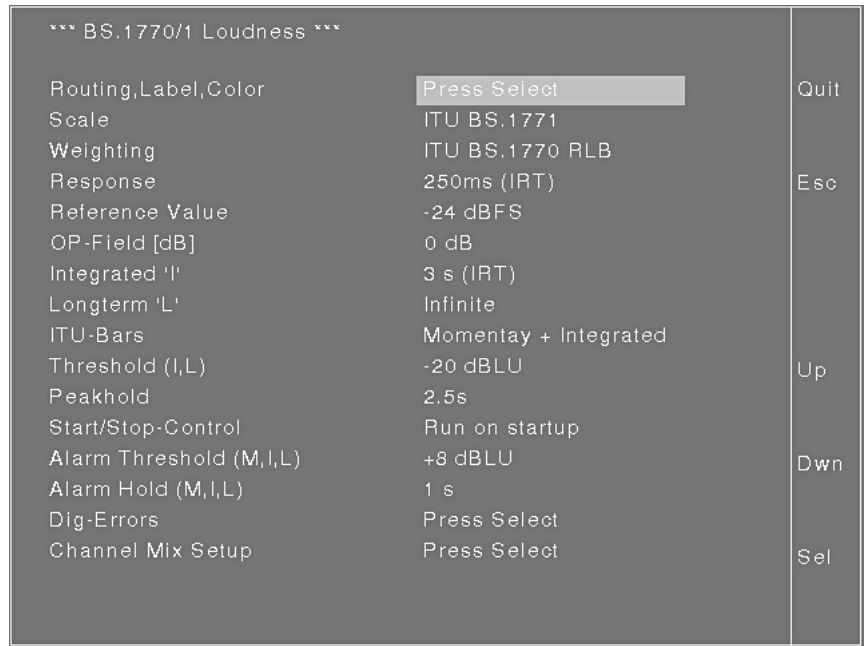 *** BS.1770/1 Loudness ***
Routing,Label,Color Press Select Quit
Scale ITU BS.1771
Weighting ITU BS.1770 RLB
Response 250ms (IRT) Esc
Reference Value -24 dBFS
OP-Field [dB] 0 dB
Integrated 'I' 3 s (IRT)
Longterm 'L' Infinite
ITU-Bars Momentay + Integrated
Threshold (I,L) -20 dBLU Up
Peakhold 2.5s
Start/Stop-Control Run on startup
Alarm Threshold (M,I,L) +8 dBLU Dwn
Alarm Hold (M,I,L) 1 s
Dig-Errors Press Select
Channel Mix Setup Press Select Sel